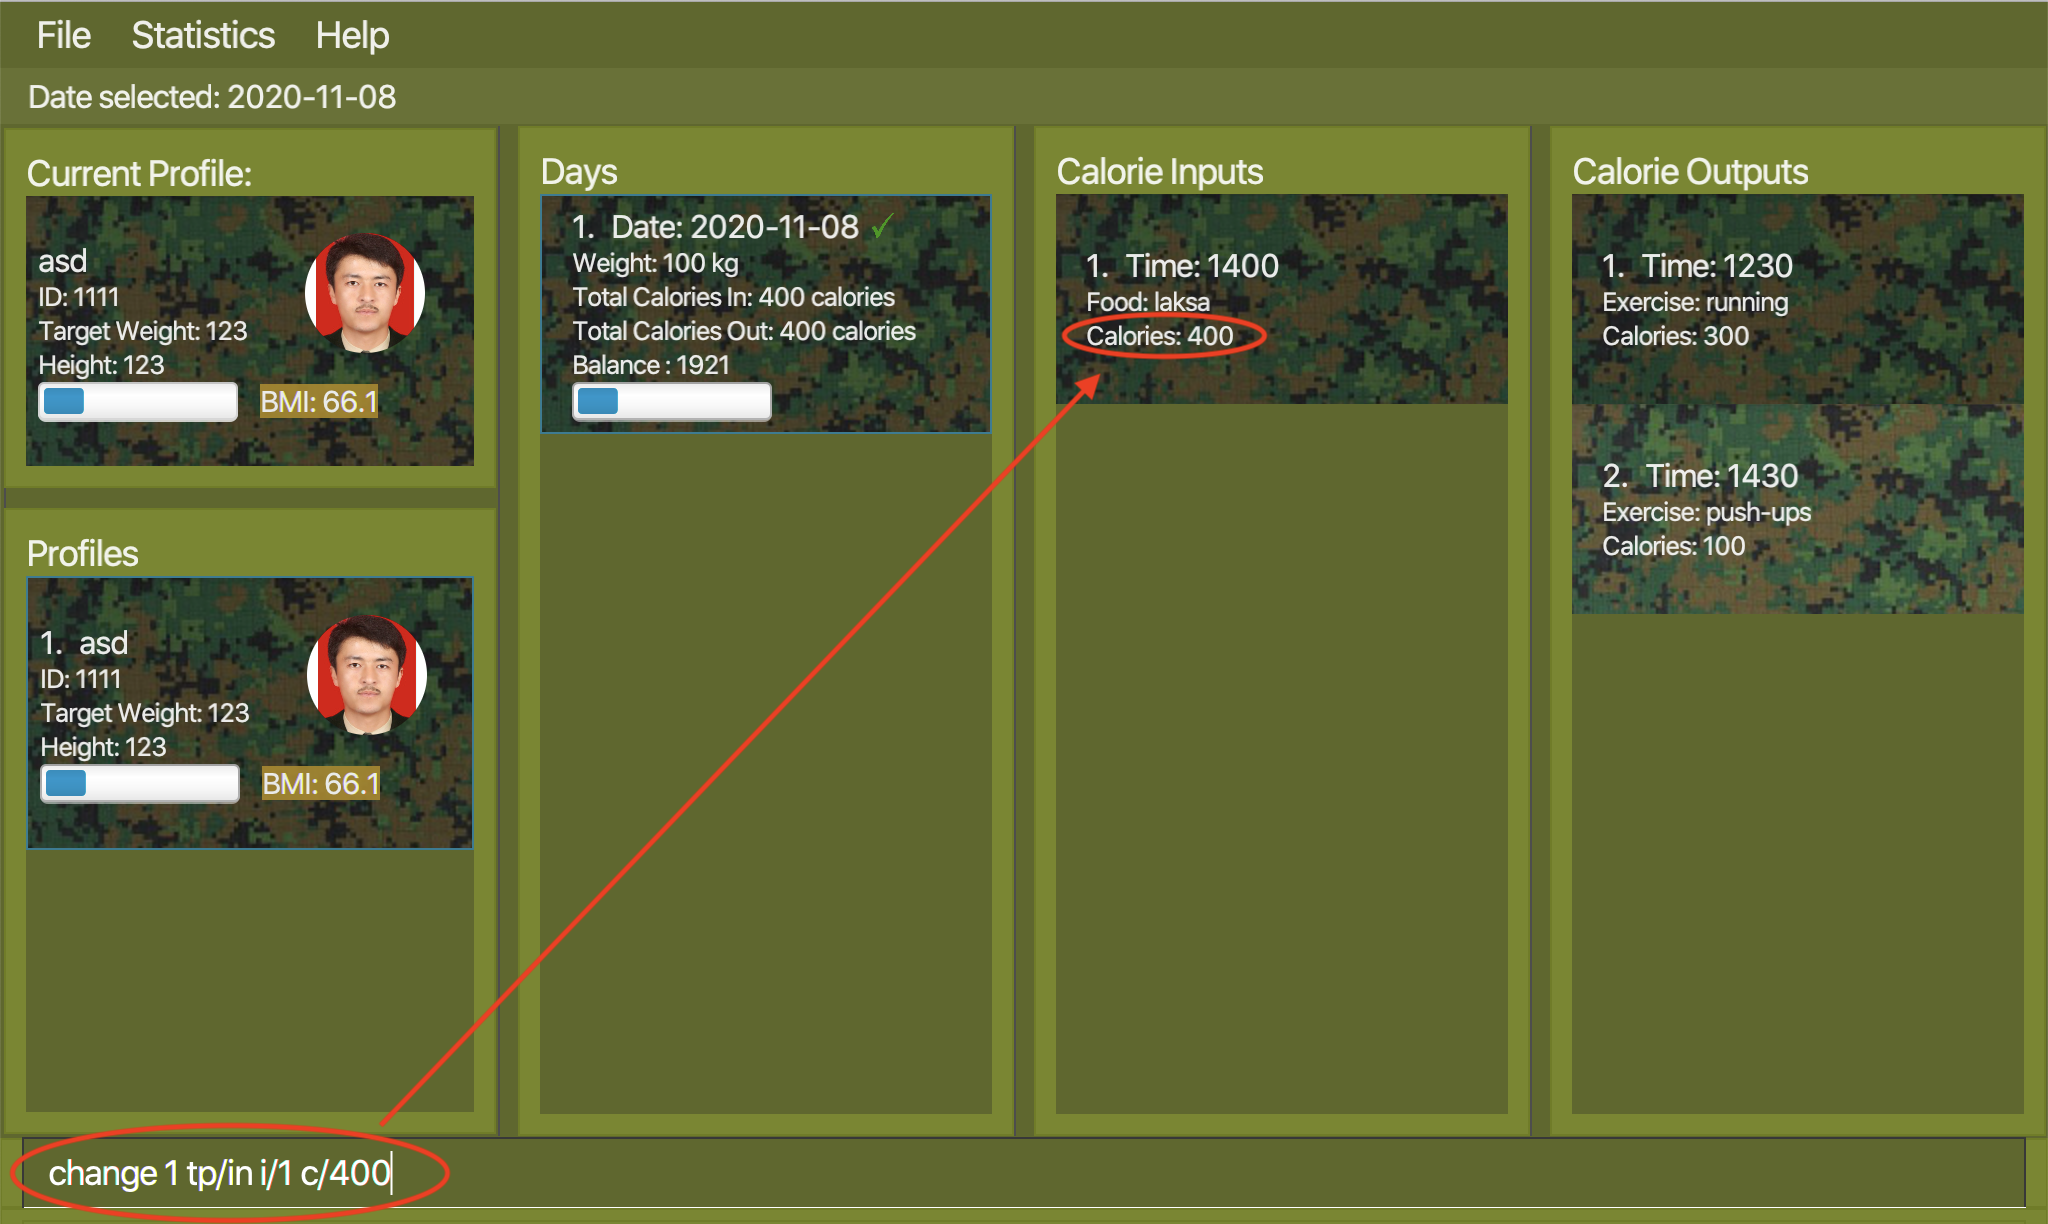 File Statistics Help
Date selected: 2020-11-08
Current Profile:
asd
ID: 1111
Target Weight: 123
Height: 123
BMI: 66.1
Profiles
1. asd
ID: 1111
Target Weight: 123
Height: 123
BMI: 66.1
Days
1. Date: 2020-11-08 ✓
Weight: 100 kg
Total Calories In: 400 calories
Total Calories Out: 400 calories
Balance : 1921
Calorie Inputs
1. Time: 1400
Food: laksa
Calories: 400
Calorie Outputs
1. Time: 1230
Exercise: running
Calories: 300
2. Time: 1430
Exercise: push-ups
Calories: 100
change 1 tp/in i/1 c/400